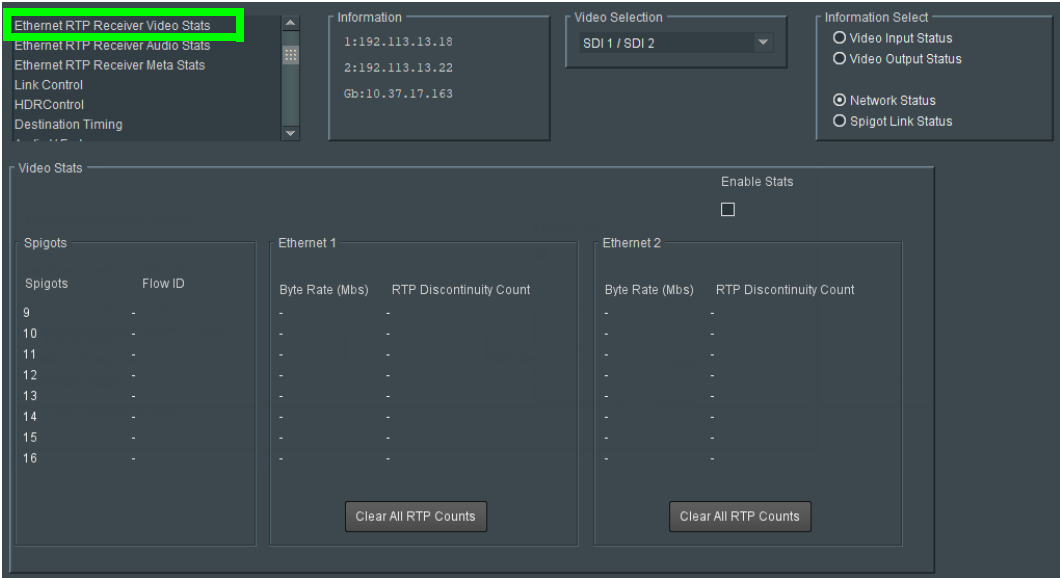 Ethernet RTP Receiver Video Stats
Ethernet RTP Receiver Audio Stats
Ethernet RTP Receiver Meta Stats
Link Control
HDRControl
Destination Timing
Information
1:192.113.13.18
2:192.113.13.22
Gb:10.37.17.163
Video Selection
SDI 1 / SDI 2
Information Select
Video Input Status
Video Output Status
Network Status
Spigot Link Status
Video Stats
Enable Stats
Spigots
Spigots Flow ID
9 -
10 -
11 -
12 -
13 -
14 -
15 -
16 -
Ethernet 1
Byte Rate (Mbs) RTP Discontinuity Count
- -
- -
- -
- -
- -
- -
- -
- -
Clear All RTP Counts
Ethernet 2
Byte Rate (Mbs) RTP Discontinuity Count
- -
- -
- -
- -
- -
- -
- -
- -
Clear All RTP Counts